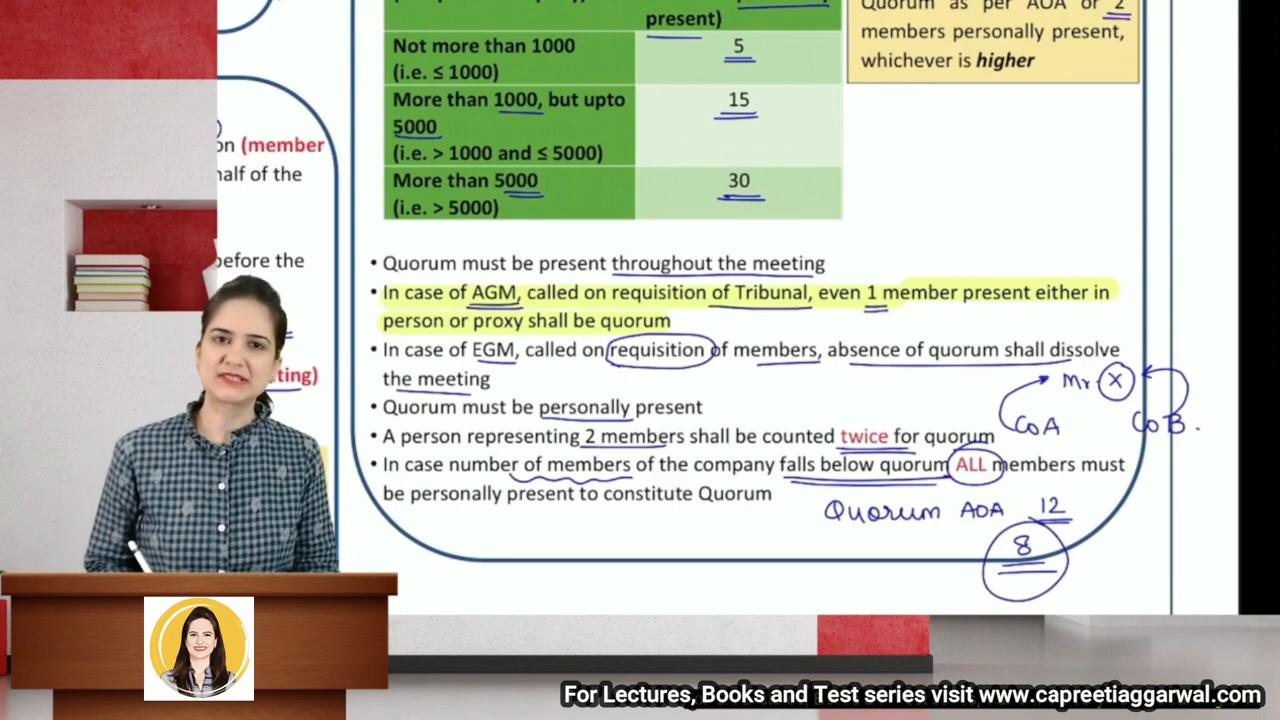 present)
Quorum as per AOA or 2
members personally present,
whichever is higher
Not more than 1000
(i.e. ≤ 1000)
5
More than 1000, but upto
5000
(i.e. > 1000 and ≤ 5000)
15
More than 5000
(i.e. > 5000)
30
on (member
half of the
before the
ting)
• Quorum must be present throughout the meeting
• In case of AGM, called on requisition of Tribunal, even 1 member present either in
person or proxy shall be quorum
• In case of EGM, called on requisition of members, absence of quorum shall dissolve
the meeting
• Quorum must be personally present
• A person representing 2 members shall be counted twice for quorum
• In case number of members of the company falls below quorum ALL members must
be personally present to constitute Quorum
Mr. X
Co A
Co B.
Quorum AOA 12
8
For Lectures, Books and Test series visit www.capreetiaggarwal.com